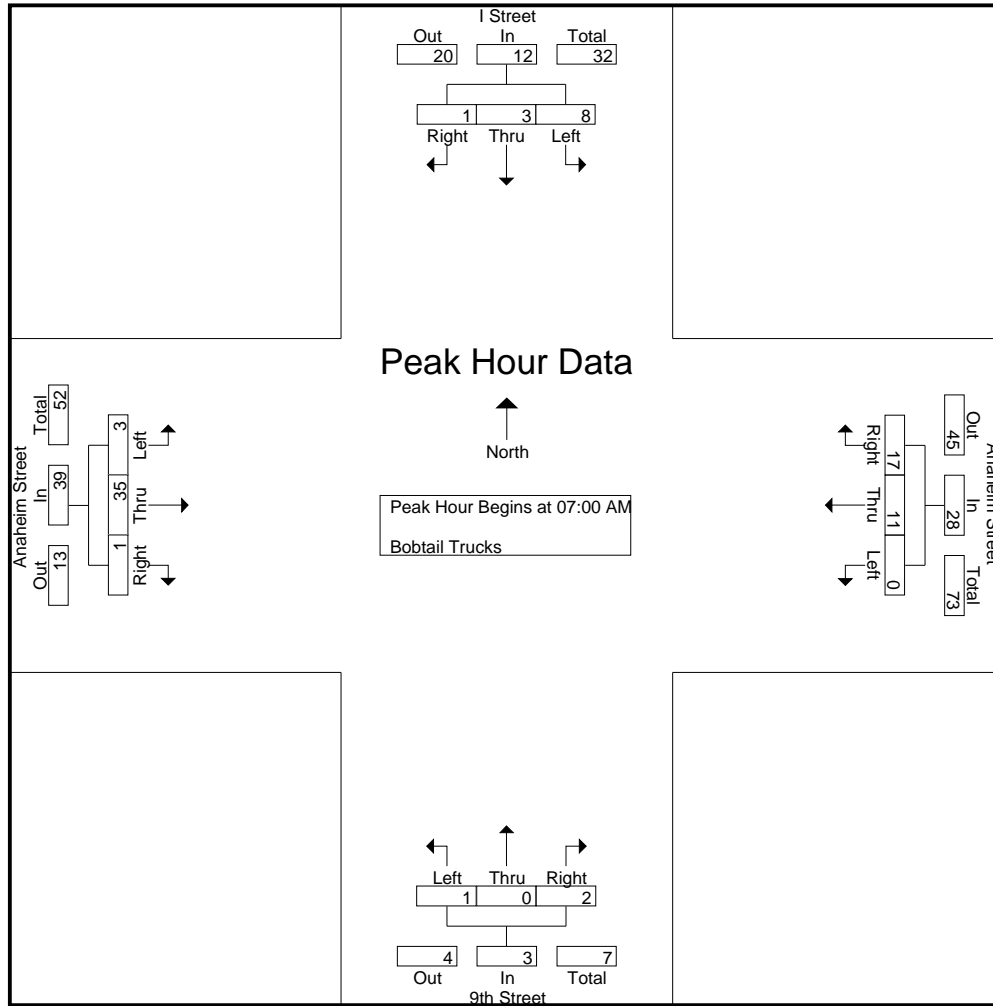 I Street
Out In Total
20 12 32
1 3 8
Right Thru Left
Peak Hour Data
North
Peak Hour Begins at 07:00 AM
Bobtail Trucks
Anaheim Street
Total In Out
52 39 13
3 35 1
Left Thru Right
Anaheim Street
Out In Total
45 28 73
17 11 0
Right Thru Left
Left Thru Right
1 0 2
4 3 7
Out In Total
9th Street